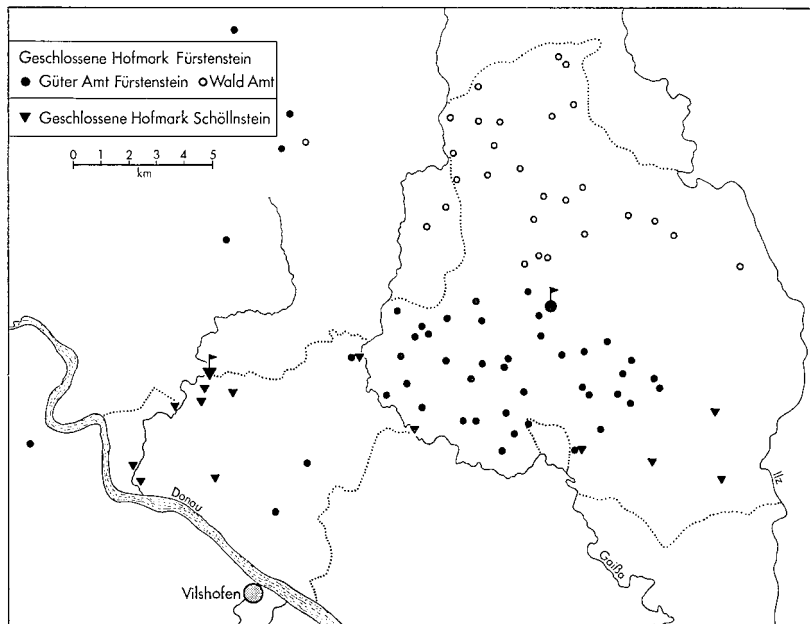 Geschlossene Hofmark Fürstenstein
Güter Amt Fürstenstein Wald Amt
Geschlossene Hofmark Schöllnstein
0 1 2 3 4 5
km
Donau
Vilshofen
Ilz
Gaißa